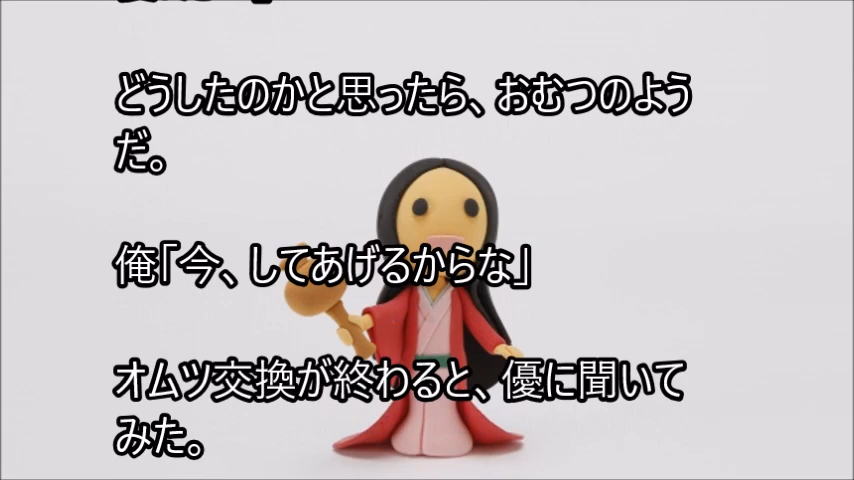 どうしたのかと思ったら、おむつのよう
だ。
俺「今、してあげるからな」
オムツ交換が終わると、優に聞いて
みた。